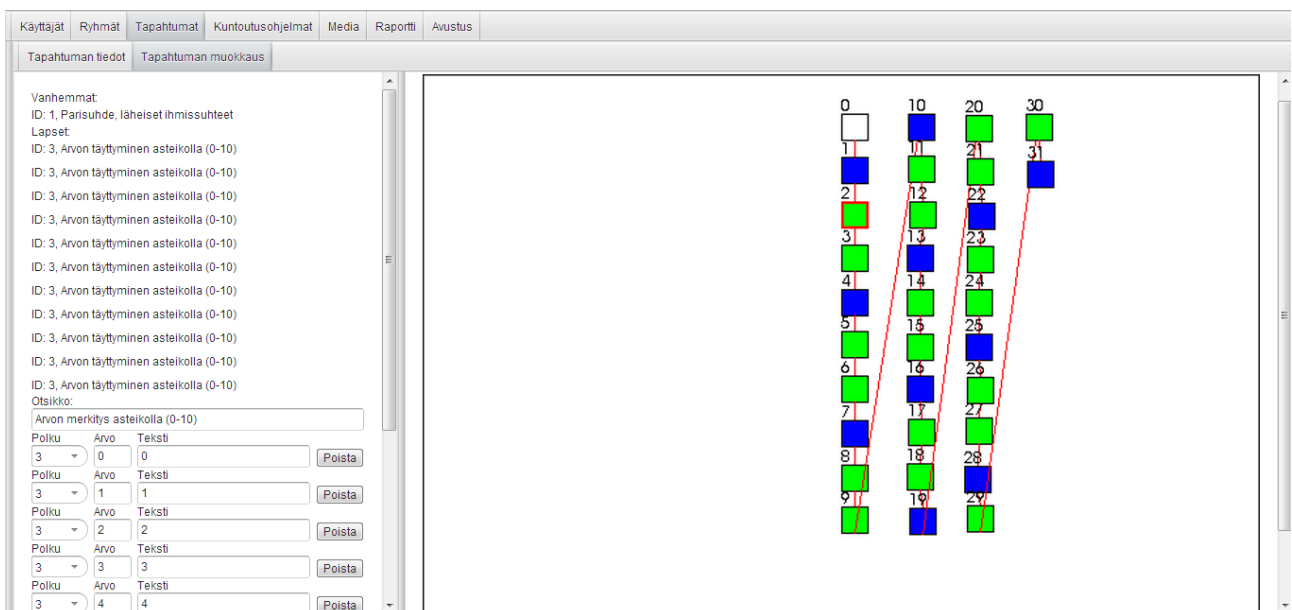 Käyttäjät Ryhmät Tapahtumat Kuntoutusohjelmat Media Raportti Avustus
Tapahtuman tiedot Tapahtuman muokkaus
Vanhemmat:
ID: 1, Parisuhde, läheiset ihmissuhteet
Lapset:
ID: 3, Arvon täyttyminen asteikolla (0-10)
ID: 3, Arvon täyttyminen asteikolla (0-10)
ID: 3, Arvon täyttyminen asteikolla (0-10)
ID: 3, Arvon täyttyminen asteikolla (0-10)
ID: 3, Arvon täyttyminen asteikolla (0-10)
ID: 3, Arvon täyttyminen asteikolla (0-10)
ID: 3, Arvon täyttyminen asteikolla (0-10)
ID: 3, Arvon täyttyminen asteikolla (0-10)
ID: 3, Arvon täyttyminen asteikolla (0-10)
ID: 3, Arvon täyttyminen asteikolla (0-10)
ID: 3, Arvon täyttyminen asteikolla (0-10)
Otsikko:
Arvon merkitys asteikolla (0-10)
Polku Arvo Teksti
3 0 0 Poista
Polku Arvo Teksti
3 1 1 Poista
Polku Arvo Teksti
3 2 2 Poista
Polku Arvo Teksti
3 3 3 Poista
Polku Arvo Teksti
3 4 4 Poista
0 10 20 30
1 11 21 31
2 12 22
3 13 23
4 14 24
5 15 25
6 16 26
7 17 27
8 18 28
9 19 29